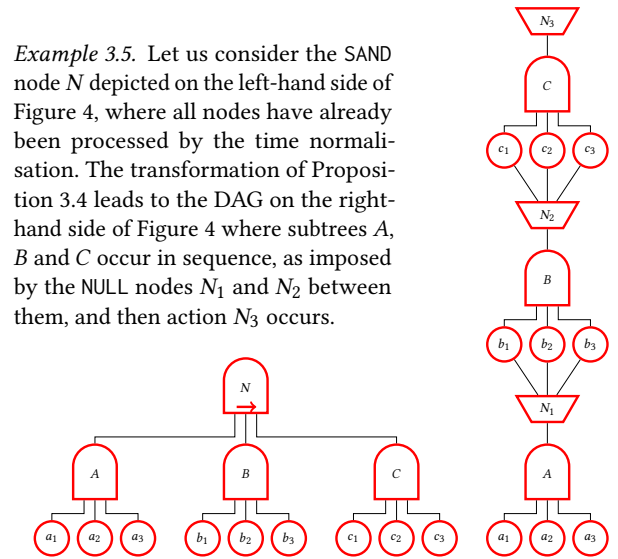 Example 3.5. Let us consider the SAND
node N depicted on the left-hand side of
Figure 4, where all nodes have already
been processed by the time normali-
sation. The transformation of Proposi-
tion 3.4 leads to the DAG on the right-
hand side of Figure 4 where subtrees A,
B and C occur in sequence, as imposed
by the NULL nodes N1 and N2 between
them, and then action N3 occurs.
N
A B C
a1 a2 a3 b1 b2 b3 c1 c2 c3
N3
C
c1 c2 c3
N2
B
b1 b2 b3
N1
A
a1 a2 a3